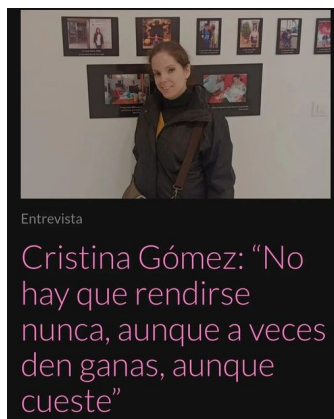 Entrevista
Cristina Gómez: “No
hay que rendirse
nunca, aunque a veces
den ganas, aunque
cueste”